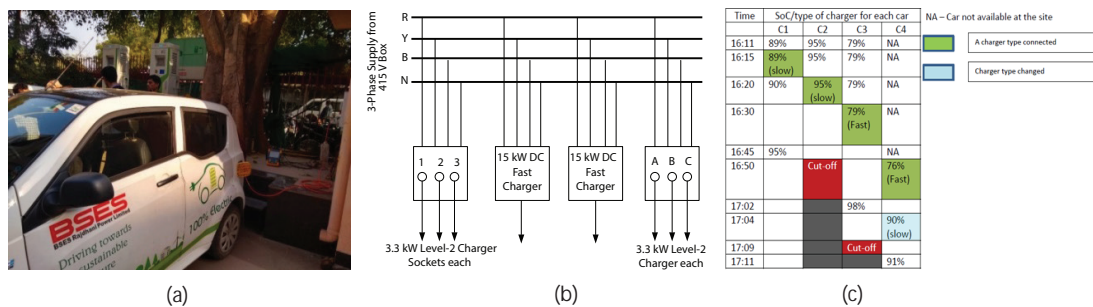 BSES
BSES Rajdhani Power Limited
Driving towards
sustainable
100% electric
(a)
3-Phase Supply from
415 V Box
R
Y
B
N
1 2 3
15 kW DC
Fast
Charger
15 kW DC
Fast
Charger
A B C
3.3 kW Level-2 Charger
Sockets each
3.3 kW Level-2
Charger each
(b)
Time SoC/type of charger for each car
C1 C2 C3 C4
16:11 89% 95% 79% NA
16:15 89% 95% 79% NA
(slow)
16:20 90% 95% 79% NA
(slow)
16:30 79% NA
(Fast)
16:45 95% NA
16:50 Cut-off 76%
(Fast)
17:02 98%
17:04 90%
(slow)
17:09 Cut-off
17:11 91%
NA – Car not available at the site
A charger type connected
Charger type changed
(c)